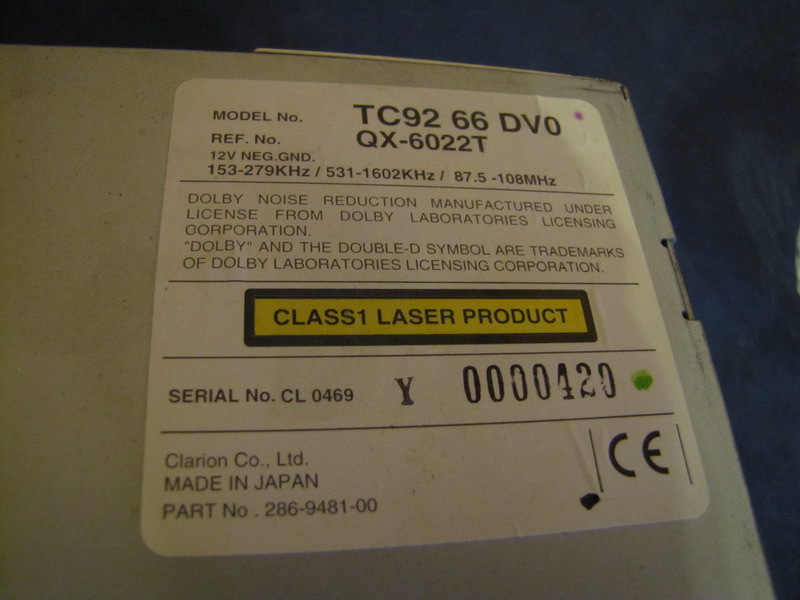 MODEL No. TC92 66 DV0
REF. No. QX-6022T
12V NEG.GND.
153-279KHz / 531-1602KHz / 87.5 -108MHz
DOLBY NOISE REDUCTION MANUFACTURED UNDER
LICENSE FROM DOLBY LABORATORIES LICENSING
CORPORATION.
"DOLBY" AND THE DOUBLE-D SYMBOL ARE TRADEMARKS
OF DOLBY LABORATORIES LICENSING CORPORATION.
CLASS1 LASER PRODUCT
SERIAL No. CL 0469 Y 0000420
Clarion Co., Ltd.
MADE IN JAPAN
PART No . 286-9481-00
CE